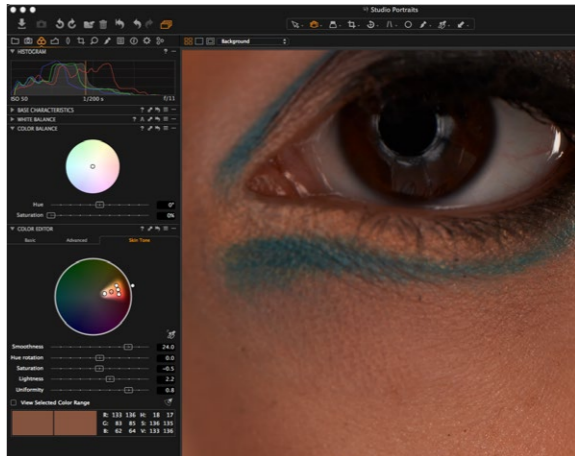 Studio Portraits
Background
HISTOGRAM
ISO 50 1/200 s f/11
BASE CHARACTERISTICS
WHITE BALANCE
COLOR BALANCE
Hue 0°
Saturation 0%
COLOR EDITOR
Basic Advanced Skin Tone
Smoothness 24.0
Hue rotation 0.0
Saturation -0.5
Lightness 2.2
Uniformity 0.8
View Selected Color Range
R: 133 136 H: 18 17
G: 83 85 S: 136 135
B: 62 64 V: 133 136